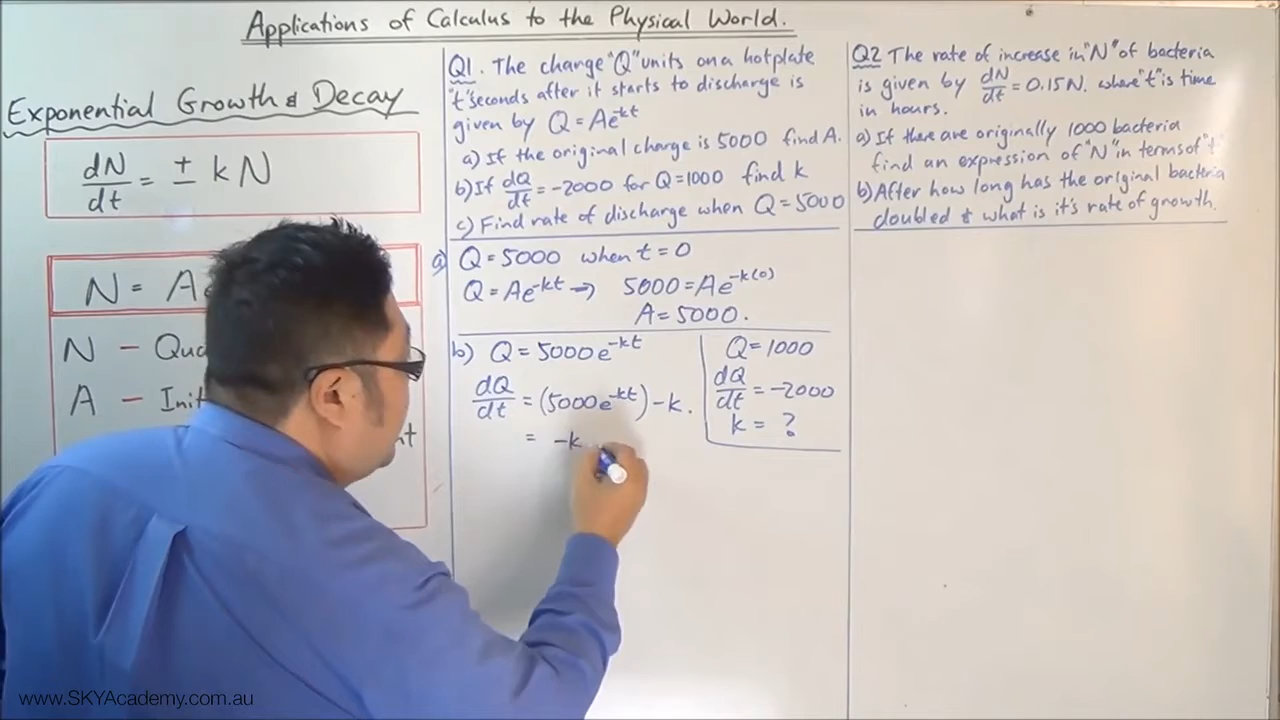 Applications of Calculus to the Physical World.
Exponential Growth & Decay
dN/dt = ± k N
N = A
N – Qu
A – Init
nt
Q1. The change "Q" units on a hotplate
"t" seconds after it starts to discharge is
given by Q = Ae^-kt
a) If the original charge is 5000 find A.
b) If dQ/dt = -2000 for Q=1000 find k
c) Find rate of discharge when Q = 5000
a) Q = 5000 when t = 0
Q = Ae^-kt → 5000 = Ae^-k(0)
A = 5000.
b) Q = 5000e^-kt
dQ/dt = (5000e^-kt) - k.
= -k
Q = 1000
dQ/dt = -2000
k = ?
Q2 The rate of increase in "N" of bacteria
is given by dN/dt = 0.15N. where "t" is time
in hours.
a) If there are originally 1000 bacteria
find an expression of "N" in terms of "t"
b) After how long has the original bacteria
doubled & what is it's rate of growth.
www.SKYAcademy.com.au